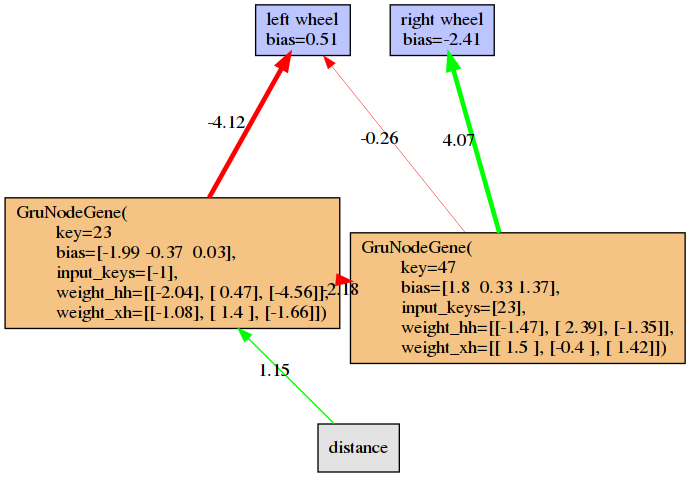 left wheel
bias=0.51
right wheel
bias=-2.41
-4.12
-0.26
4.07
GruNodeGene(
key=23
bias=[-1.99 -0.37 0.03],
input_keys=[-1],
weight_hh=[[-2.04], [ 0.47], [-4.56]],
weight_xh=[[-1.08], [ 1.4 ], [-1.66]])
GruNodeGene(
key=47
bias=[1.8 0.33 1.37],
input_keys=[23],
weight_hh=[[-1.47], [ 2.39], [-1.35]],
weight_xh=[[ 1.5 ], [-0.4 ], [ 1.42]])
1.15
distance